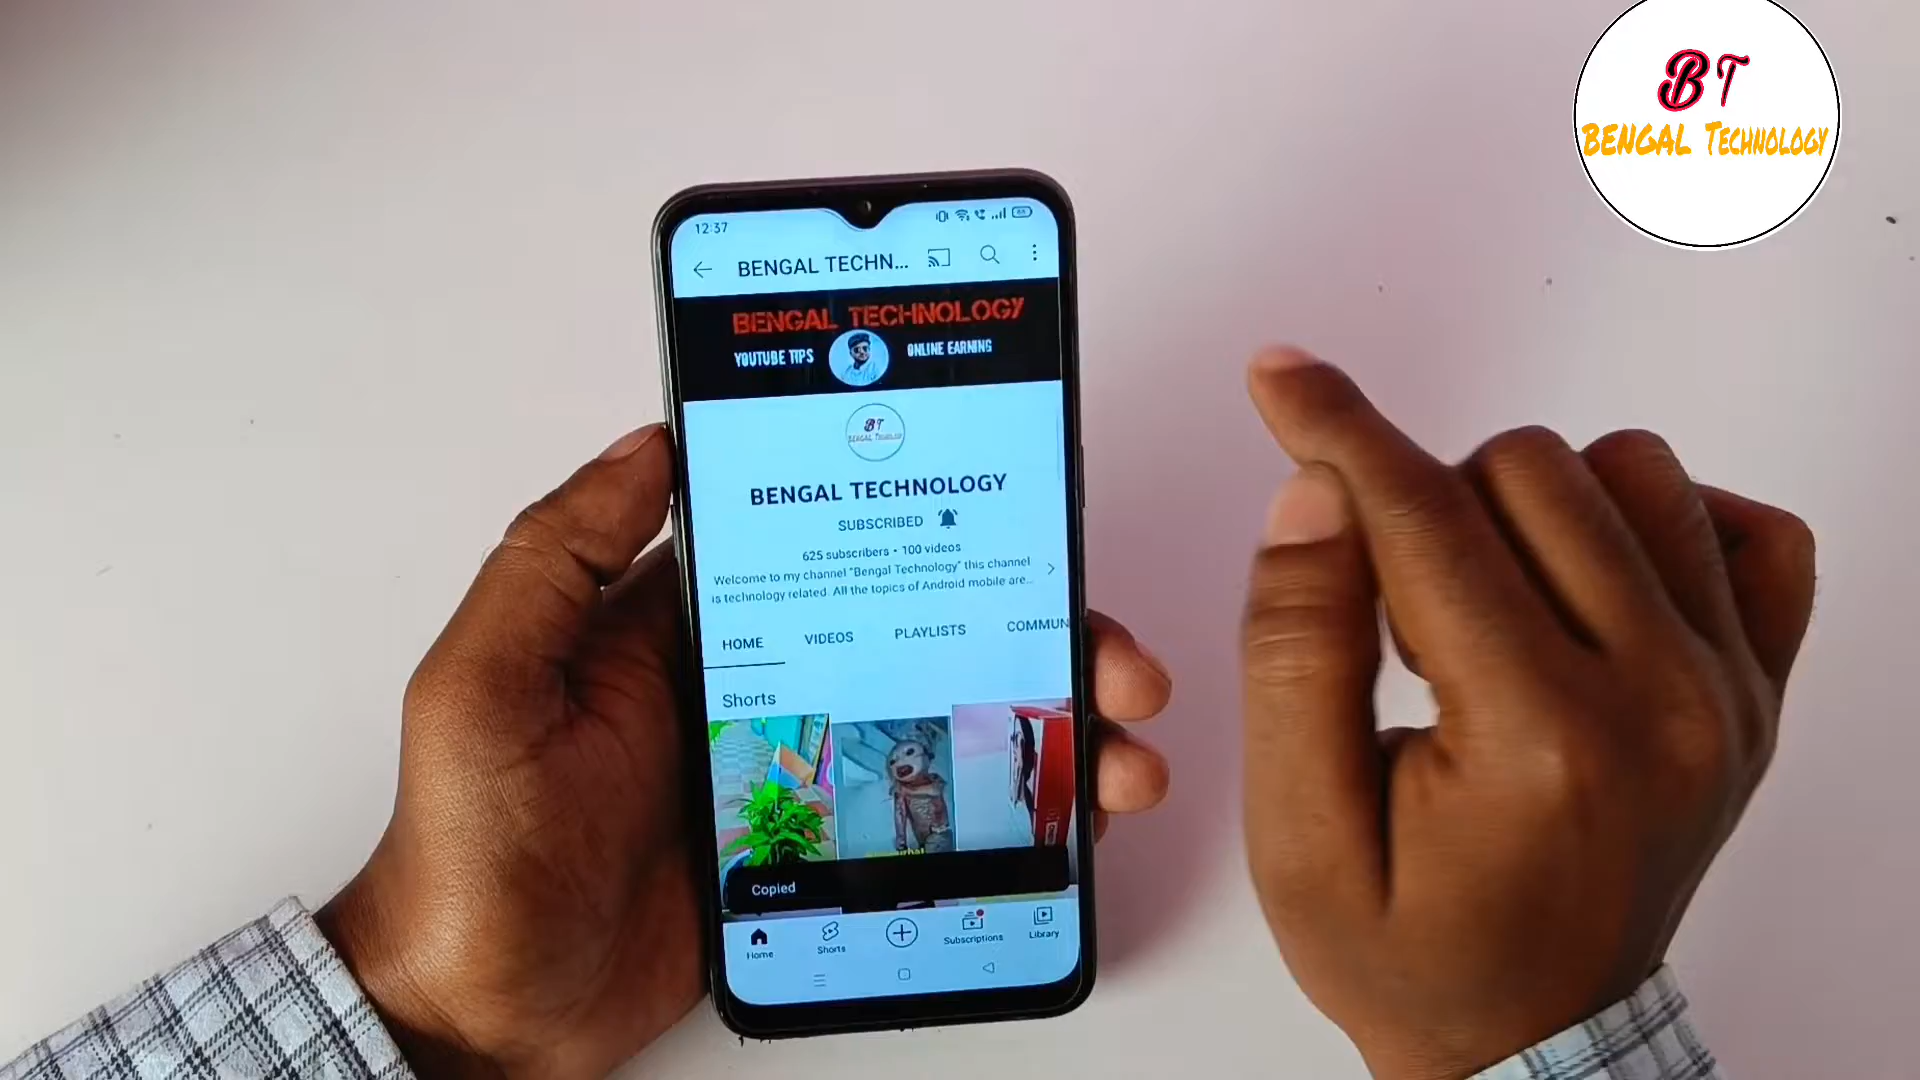 BT
BENGAL TECHNOLOGY
12:37
BENGAL TECHN...
BENGAL TECHNOLOGY
YOUTUBE TIPS
ONLINE EARNING
BT
BENGAL TECHNOLOGY
BENGAL TECHNOLOGY
SUBSCRIBED
625 subscribers • 100 videos
Welcome to my channel "Bengal Technology" this channel
is technology related. All the topics of Android mobile are...
HOME VIDEOS PLAYLISTS COMMUN
Shorts
Copied
Home Shorts Subscriptions Library